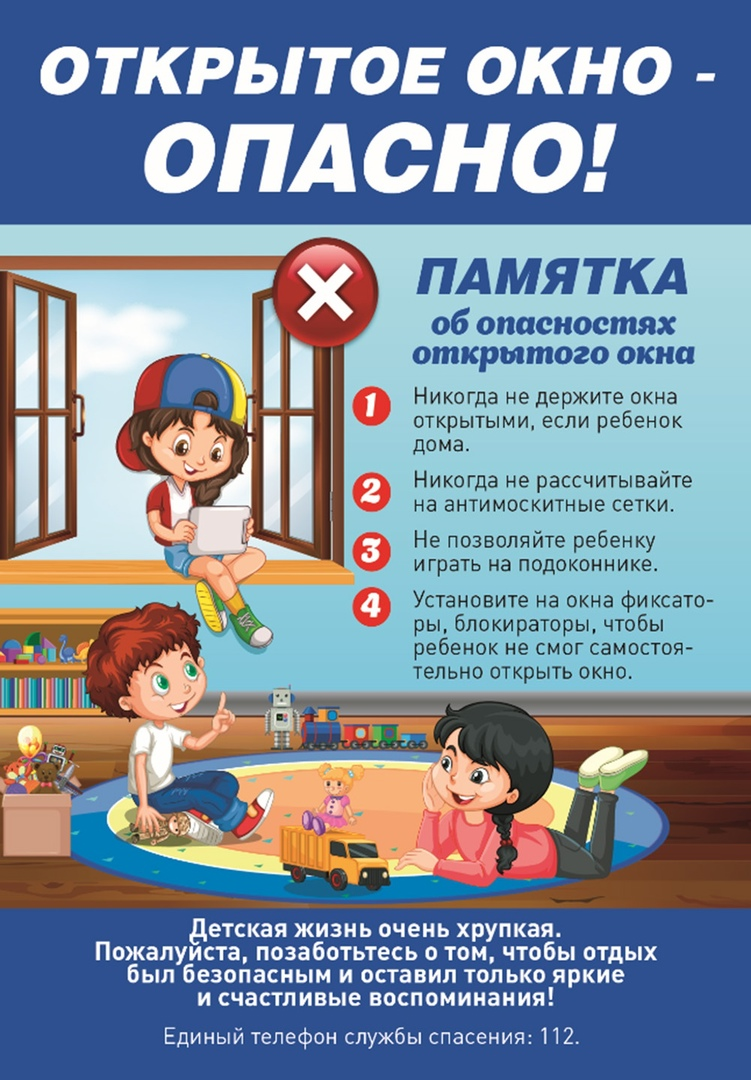 ОТКРЫТОЕ ОКНО -
ОПАСНО!
ПАМЯТКА
об опасностях
открытого окна
1 Никогда не держите окна
открытыми, если ребенок
дома.
2 Никогда не рассчитывайте
на антимоскитные сетки.
3 Не позволяйте ребенку
играть на подоконнике.
4 Установите на окна фиксато-
ры, блокираторы, чтобы
ребенок не смог самостоя-
тельно открыть окно.
Детская жизнь очень хрупкая.
Пожалуйста, позаботьтесь о том, чтобы отдых
был безопасным и оставил только яркие
и счастливые воспоминания!
Единый телефон службы спасения: 112.